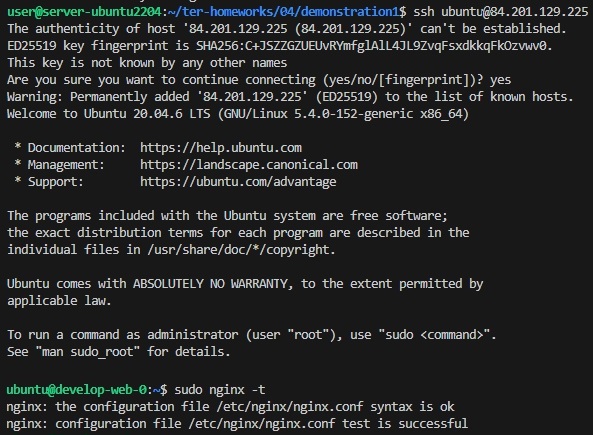 user@server-ubuntu2204:~/ter-homeworks/04/demonstration1$ ssh ubuntu@84.201.129.225
The authenticity of host '84.201.129.225 (84.201.129.225)' can't be established.
ED25519 key fingerprint is SHA256:C+JSZZGZUEUvRYmfglAlL4JL9ZvqFsxdkkqFkOzvwv0.
This key is not known by any other names
Are you sure you want to continue connecting (yes/no/[fingerprint])? yes
Warning: Permanently added '84.201.129.225' (ED25519) to the list of known hosts.
Welcome to Ubuntu 20.04.6 LTS (GNU/Linux 5.4.0-152-generic x86_64)
* Documentation: https://help.ubuntu.com
* Management: https://landscape.canonical.com
* Support: https://ubuntu.com/advantage
The programs included with the Ubuntu system are free software;
the exact distribution terms for each program are described in the
individual files in /usr/share/doc/*/copyright.
Ubuntu comes with ABSOLUTELY NO WARRANTY, to the extent permitted by
applicable law.
To run a command as administrator (user "root"), use "sudo <command>".
See "man sudo_root" for details.
ubuntu@develop-web-0:~$ sudo nginx -t
nginx: the configuration file /etc/nginx/nginx.conf syntax is ok
nginx: configuration file /etc/nginx/nginx.conf test is successful